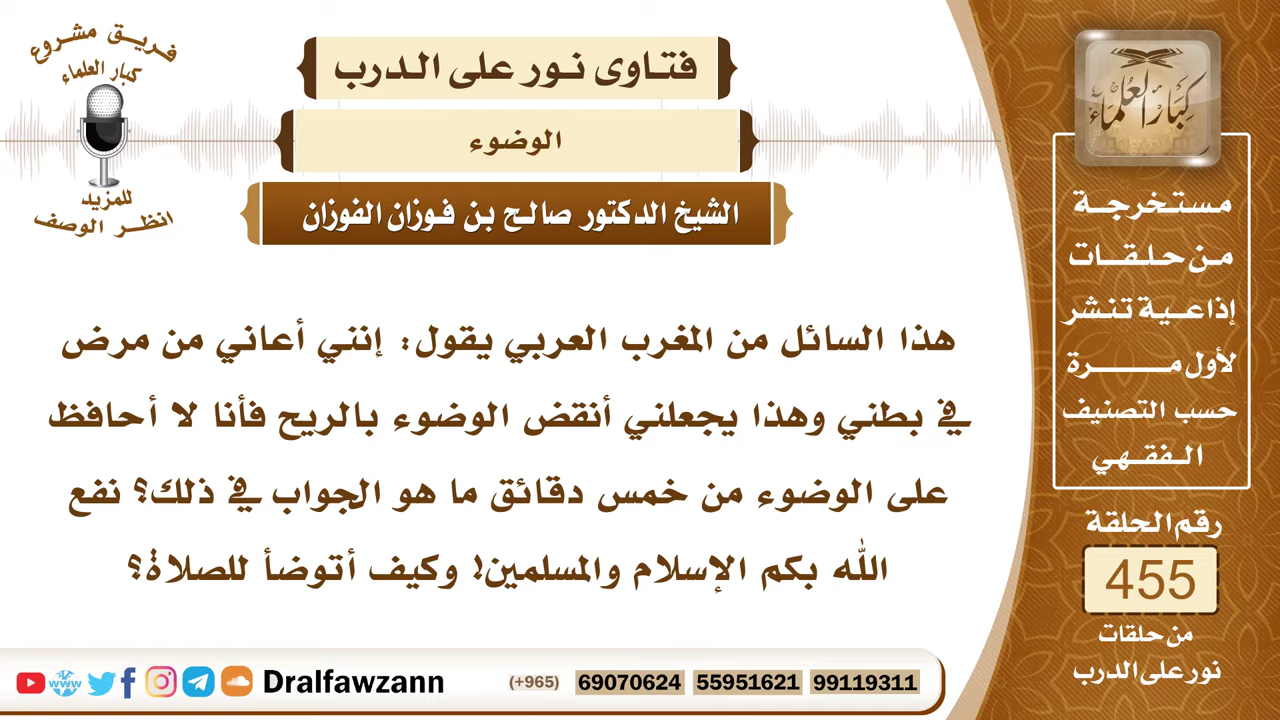 فتاوى نور على الدرب
الوضوء
الشيخ الدكتور صالح بن فوزان الفوزان
فريق مشروع
كبار العلماء
للمزيد
انظر الوصف
هذا السائل من المغرب العربي يقول: إنني أعاني من مرض
في بطني وهذا يجعلني أنقض الوضوء بالريح فأنا لا أحافظ
على الوضوء من خمس دقائق ما هو الجواب في ذلك؟ نفع
الله بكم الإسلام والمسلمين! وكيف أتوضأ للصلاة؟
كبار العلماء
مستخرجة
من حلقات
إذاعية تنشر
لأول مرة
حسب التصنيف
الفقهي
رقم الحلقة
455
من حلقات
نور على الدرب
www Dralfawzann (+965) 69070624 55951621 99119311